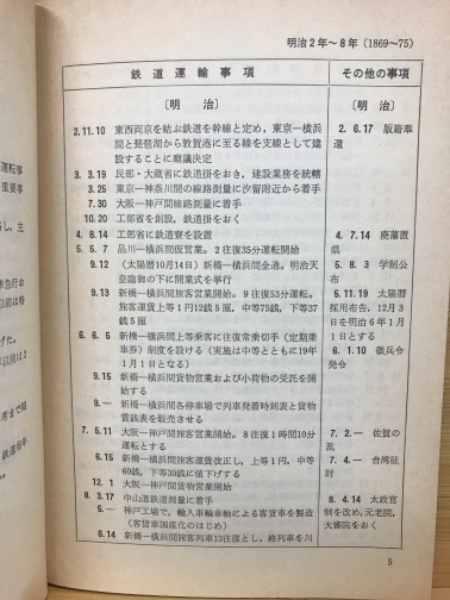 明治2年～8年（1869～75）
鉄道運輸事項
その他の事項
〔明治〕
2.11.10 東西両京を結ぶ鉄道を幹線と定め，東京―横浜
間と琵琶湖から敦賀港に至る線を支線として建
設することに廟議決定
3. 3.19 民部・大蔵省に鉄道掛をおき，建設業務を統轄
3.25 東京―神奈川間の線路測量に汐留附近から着手
7.30 大阪―神戸間線路測量に着手
10.20 工部省を創設，鉄道掛をおく
4. 8.14 工部省に鉄道寮を設置
5. 5. 7 品川―横浜間仮営業。2往復35分運転開始
9.12 （太陽暦10月14日）新橋―横浜間全通。明治天
皇臨御の下に開業式を挙行
9.13 新橋―横浜間旅客営業開始。9往復53分運転。
旅客運賃上等1円12銭5厘，中等75銭，下等37
銭5厘
6. 6. 5 新橋―横浜間上等乗客に往復常乗切手（定期乗
車券）制度を設ける（実施は中等とともに19年
1月1日となる）
9.15 新橋―横浜間貨物営業および小荷物の受託を開
始する
9.― 新橋―横浜間各停車場で列車発着時刻表と貨物
賃銭表を販売させる
7. 5.11 大阪―神戸間旅客営業開始。8往復1時間10分
運転とする
6.15 新橋―横浜間旅客運賃改正し，上等1円，中等
60銭，下等30銭に値下げする
12. 1 大阪―神戸間貨物営業開始
8. 3.17 中山道鉄道測量に着手
5.― 神戸工場で，輸入車輪車軸による客貨車を製造
（客貨車国産化のはじめ）
6.14 新橋―横浜間旅客列車13往復とし，終列車を川
〔明治〕
2. 6.17 版籍奉
還
4. 7.14 廃藩置
県
5. 8. 3 学制公
布
5.11.19 太陽暦
採用布告，12月3
日を明治6年1月
1日とする
6. 1.10 徴兵令
発令
7. 2.― 佐賀の
乱
7. 4.― 台湾征
討
8. 4.14 太政官
制を改め，元老院，
大審院をおく
5